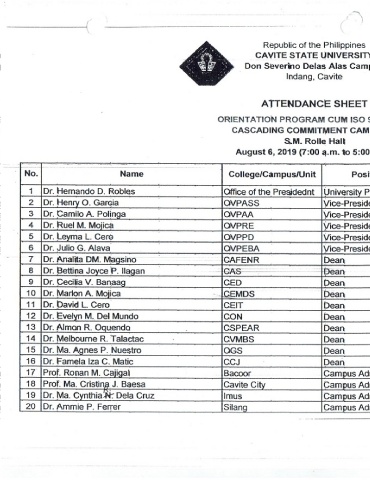 Republic of the Philippines
CAVITE STATE UNIVERSITY
Don Severino Delas Alas Camp
Indang, Cavite
ATTENDANCE SHEET
ORIENTATION PROGRAM CUM ISO 9
CASCADING COMMITMENT CAM
S.M. Rolle Hall
August 6, 2019 (7:00 a.m. to 5:00
No. Name College/Campus/Unit Posi
1 Dr. Hernando D. Robles Office of the Presidednt University P
2 Dr. Henry O. Garcia OVPASS Vice-Preside
3 Dr. Camilo A. Polinga OVPAA Vice-Preside
4 Dr. Ruel M. Mojica OVPRE Vice-Preside
5 Dr. Leyma L. Cero OVPPD Vice-Preside
6 Dr. Julio G. Alava OVPEBA Vice-Preside
7 Dr. Analita DM. Magsino CAFENR Dean
8 Dr. Bettina Joyce P. Ilagan CAS Dean
9 Dr. Cecilia V. Banaag CED Dean
10 Dr. Marlon A. Mojica CEMDS Dean
11 Dr. David L. Cero CEIT Dean
12 Dr. Evelyn M. Del Mundo CON Dean
13 Dr. Almon R. Oquendo CSPEAR Dean
14 Dr. Melbourne R. Talactac CVMBS Dean
15 Dr. Ma. Agnes P. Nuestro OGS Dean
16 Dr. Famela Iza C. Matic CCJ Dean
17 Prof. Ronan M. Cajigal Bacoor Campus Ad
18 Prof. Ma. Cristina J. Baesa Cavite City Campus Ad
19 Dr. Ma. Cynthia R. Dela Cruz Imus Campus Ad
20 Dr. Ammie P. Ferrer Silang Campus Ad